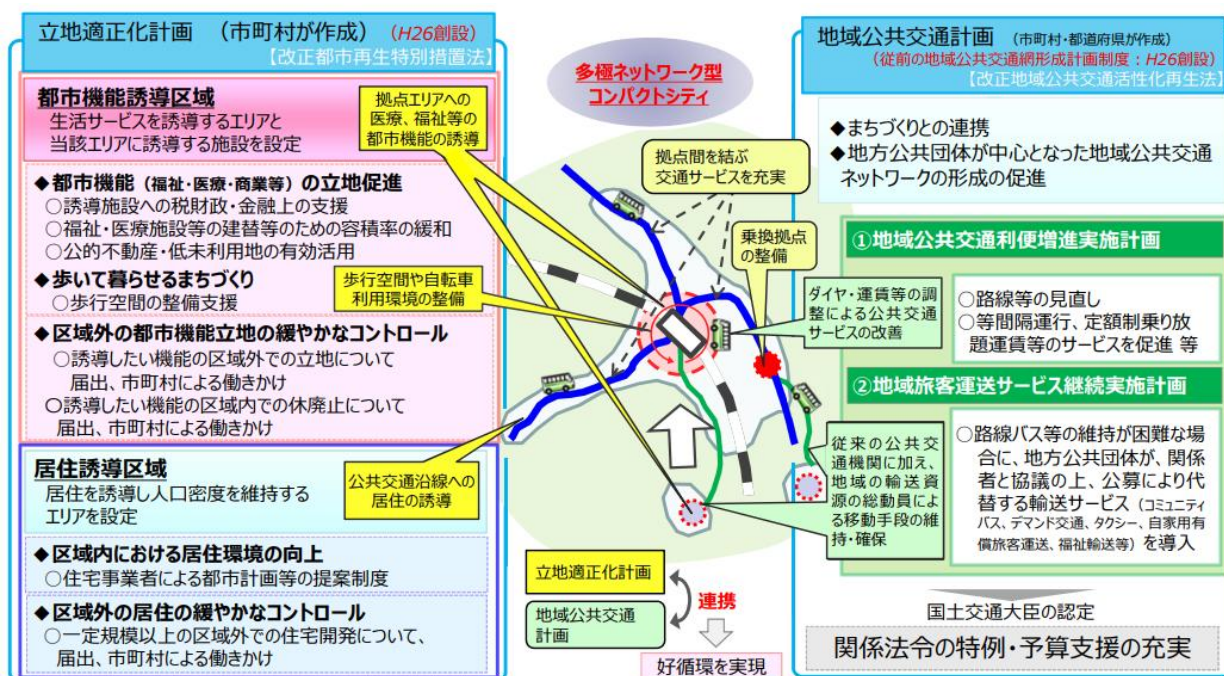 立地適正化計画 （市町村が作成）（H26創設）
【改正都市再生特別措置法】
都市機能誘導区域
生活サービスを誘導するエリアと
当該エリアに誘導する施設を設定
◆都市機能（福祉・医療・商業等）の立地促進
○誘導施設への税財政・金融上の支援
○福祉・医療施設等の建替等のための容積率の緩和
○公的不動産・低未利用地の有効活用
◆歩いて暮らせるまちづくり
○歩行空間の整備支援
◆区域外の都市機能立地の緩やかなコントロール
○誘導したい機能の区域外での立地について
届出、市町村による働きかけ
○誘導したい機能の区域内での休廃止について
届出、市町村による働きかけ
居住誘導区域
居住を誘導し人口密度を維持する
エリアを設定
◆区域内における居住環境の向上
○住宅事業者による都市計画等の提案制度
◆区域外の居住の緩やかなコントロール
○一定規模以上の区域外での住宅開発について、
届出、市町村による働きかけ
多極ネットワーク型
コンパクトシティ
拠点エリアへの
医療、福祉等の
都市機能の誘導
拠点間を結ぶ
交通サービスを充実
乗換拠点
の整備
歩行空間や自転車
利用環境の整備
ダイヤ・運賃等の調
整による公共交通
サービスの改善
公共交通沿線への
居住の誘導
従来の公共交
通機関に加え、
地域の輸送資
源の総動員によ
る移動手段の維
持・確保
立地適正化計画
地域公共交通
計画
連携
好循環を実現
地域公共交通計画 （市町村・都道府県が作成）
（従前の地域公共交通網形成計画制度：H26創設）
【改正地域公共交通活性化再生法】
◆まちづくりとの連携
◆地方公共団体が中心となった地域公共交通
ネットワークの形成の促進
①地域公共交通利便増進実施計画
○路線等の見直し
○等間隔運行、定額制乗り放
題運賃等のサービスを促進 等
②地域旅客運送サービス継続実施計画
○路線バス等の維持が困難な場
合に、地方公共団体が、関係
者と協議の上、公募により代
替する輸送サービス（コミュニティ
バス、デマンド交通、タクシー、自家用有
償旅客運送、福祉輸送等）を導入
国土交通大臣の認定
関係法令の特例・予算支援の充実